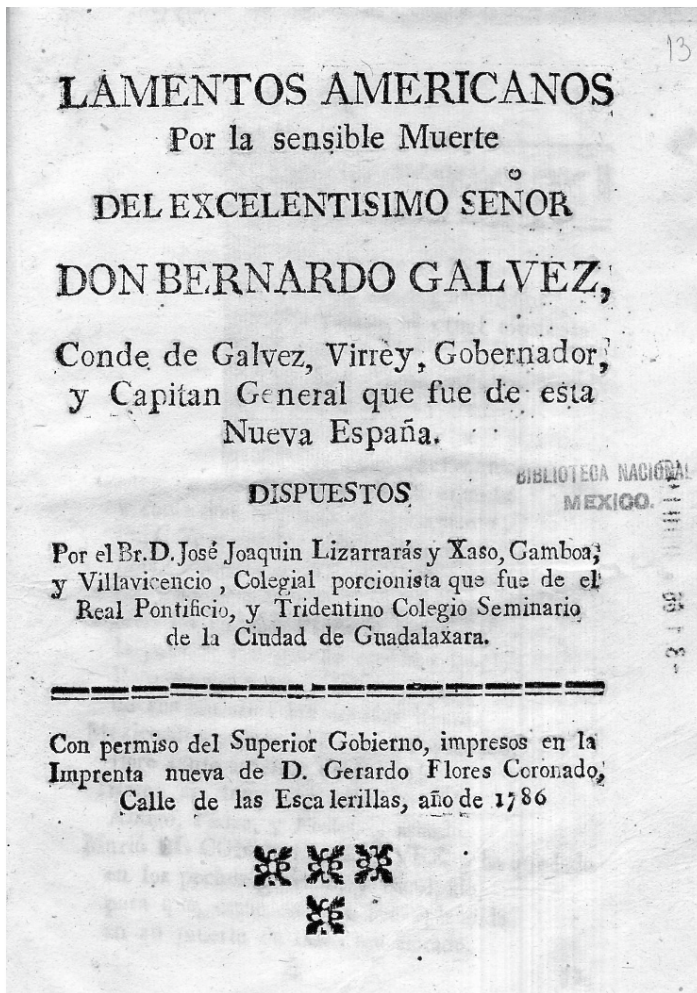 13
LAMENTOS AMERICANOS
Por la sensible Muerte
DEL EXCELENTISIMO SEÑOR
DON BERNARDO GALVEZ,
Conde de Galvez, Virrey, Gobernador,
y Capitan General que fue de esta
Nueva España.
DISPUESTOS
BIBLIOTECA NACIONAL
MEXICO.
Por el Br. D. José Joaquin Lizarrarás y Xaso, Gamboa,
y Villavicencio, Colegial porcionista que fue de el
Real Pontificio, y Tridentino Colegio Seminario
de la Ciudad de Guadalaxara.
Con permiso del Superior Gobierno, impresos en la
Imprenta nueva de D. Gerardo Flores Coronado,
Calle de las Escalerillas, año de 1786